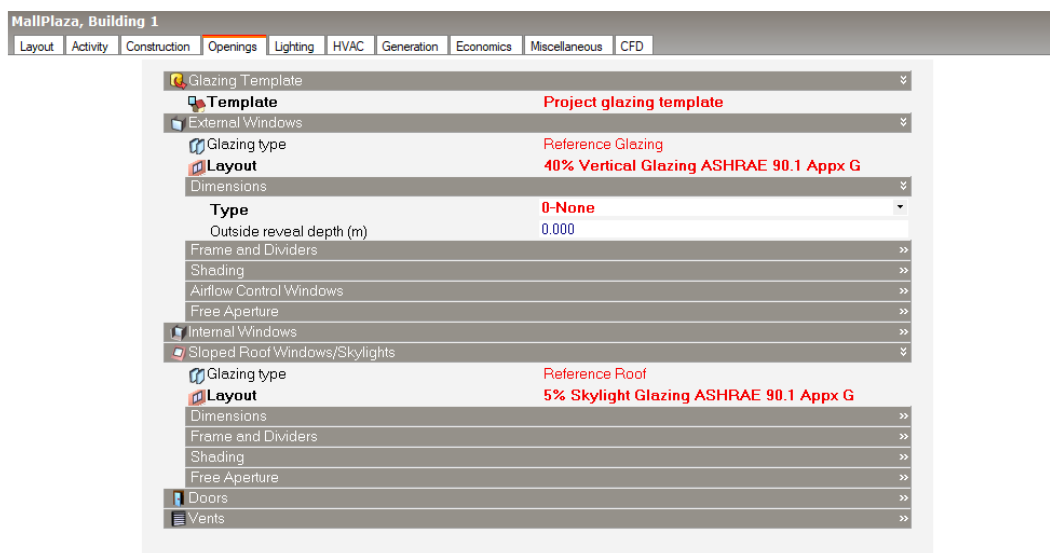 MallPlaza, Building 1
Layout Activity Construction Openings Lighting HVAC Generation Economics Miscellaneous CFD
Glazing Template
Template Project glazing template
External Windows
Glazing type Reference Glazing
Layout 40% Vertical Glazing ASHRAE 90.1 Appx G
Dimensions
Type 0-None
Outside reveal depth (m) 0.000
Frame and Dividers
Shading
Airflow Control Windows
Free Aperture
Internal Windows
Sloped Roof Windows/Skylights
Glazing type Reference Roof
Layout 5% Skylight Glazing ASHRAE 90.1 Appx G
Dimensions
Frame and Dividers
Shading
Free Aperture
Doors
Vents